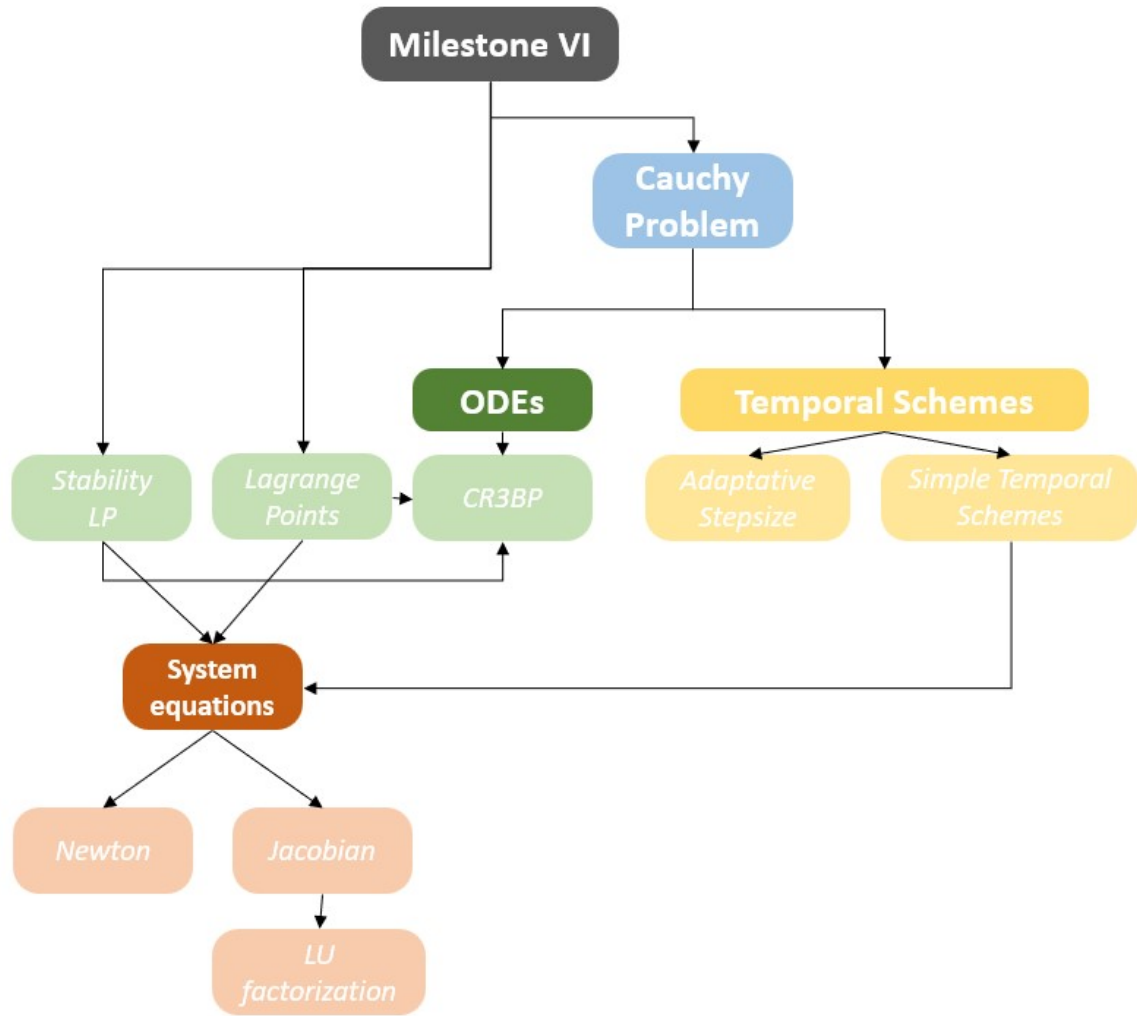 Milestone VI
Cauchy
Problem
ODEs
Temporal Schemes
Stability
LP
Lagrange
Points
CR3BP
Adaptative
Stepsize
Simple Temporal
Schemes
System
equations
Newton
Jacobian
LU
factorization